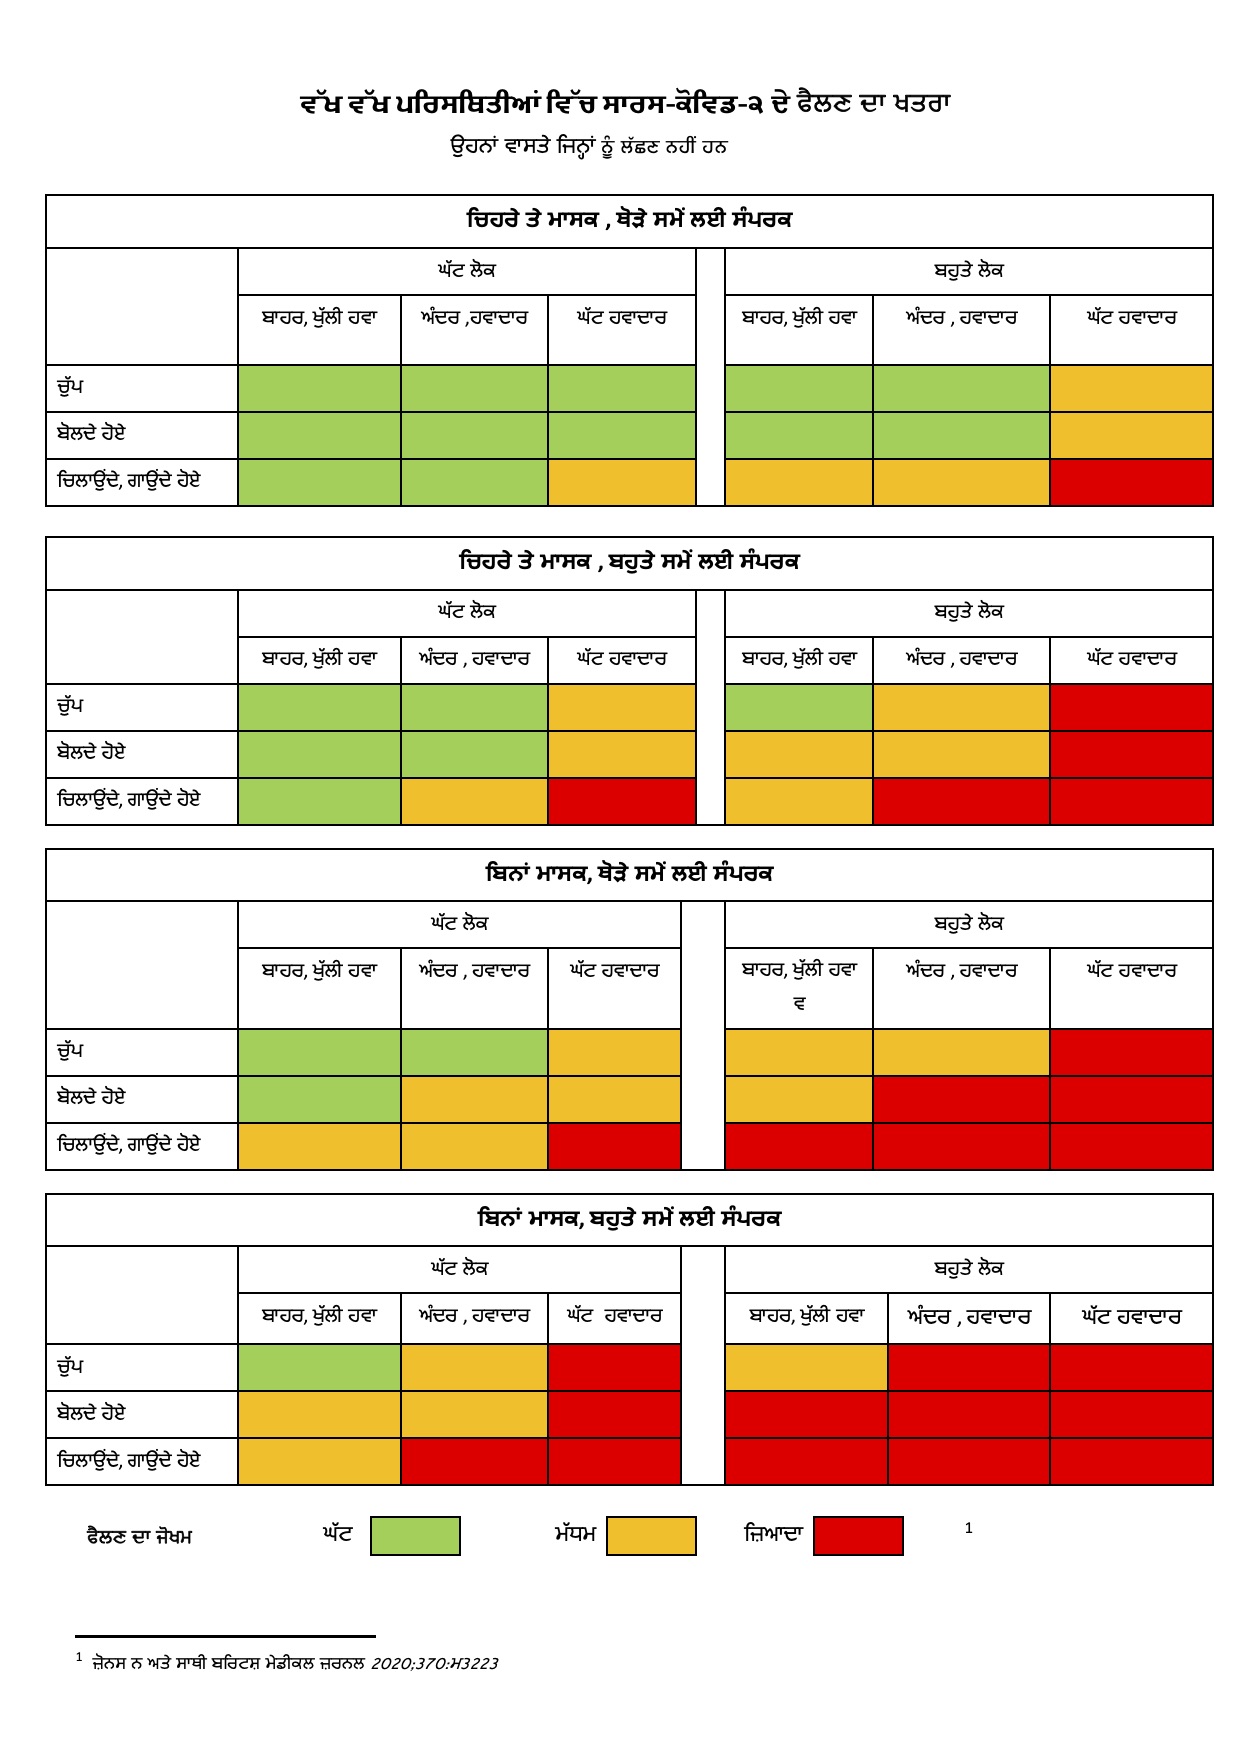 ਵੱਖ ਵੱਖ ਪਰਿਸਥਿਤੀਆਂ ਵਿੱਚ ਸਾਰਸ-ਕੋਵਿਡ-੨ ਦੇ ਫੈਲਣ ਦਾ ਖਤਰਾ
ਉਹਨਾਂ ਵਾਸਤੇ ਜਿਨ੍ਹਾਂ ਨੂੰ ਲੱਛਣ ਨਹੀਂ ਹਨ
ਚਿਹਰੇ ਤੇ ਮਾਸਕ , ਥੋੜੇ ਸਮੇਂ ਲਈ ਸੰਪਰਕ
ਘੱਟ ਲੋਕ ਬਹੁਤੇ ਲੋਕ
ਬਾਹਰ, ਖੁੱਲੀ ਹਵਾ ਅੰਦਰ ,ਹਵਾਦਾਰ ਘੱਟ ਹਵਾਦਾਰ ਬਾਹਰ, ਖੁੱਲੀ ਹਵਾ ਅੰਦਰ , ਹਵਾਦਾਰ ਘੱਟ ਹਵਾਦਾਰ
ਚੁੱਪ
ਬੋਲਦੇ ਹੋਏ
ਚਿਲਾਉਂਦੇ, ਗਾਉਂਦੇ ਹੋਏ
ਚਿਹਰੇ ਤੇ ਮਾਸਕ , ਬਹੁਤੇ ਸਮੇਂ ਲਈ ਸੰਪਰਕ
ਘੱਟ ਲੋਕ ਬਹੁਤੇ ਲੋਕ
ਬਾਹਰ, ਖੁੱਲੀ ਹਵਾ ਅੰਦਰ , ਹਵਾਦਾਰ ਘੱਟ ਹਵਾਦਾਰ ਬਾਹਰ, ਖੁੱਲੀ ਹਵਾ ਅੰਦਰ , ਹਵਾਦਾਰ ਘੱਟ ਹਵਾਦਾਰ
ਚੁੱਪ
ਬੋਲਦੇ ਹੋਏ
ਚਿਲਾਉਂਦੇ, ਗਾਉਂਦੇ ਹੋਏ
ਬਿਨਾਂ ਮਾਸਕ, ਥੋੜੇ ਸਮੇਂ ਲਈ ਸੰਪਰਕ
ਘੱਟ ਲੋਕ ਬਹੁਤੇ ਲੋਕ
ਬਾਹਰ, ਖੁੱਲੀ ਹਵਾ ਅੰਦਰ , ਹਵਾਦਾਰ ਘੱਟ ਹਵਾਦਾਰ ਬਾਹਰ, ਖੁੱਲੀ ਹਵਾ ਅੰਦਰ , ਹਵਾਦਾਰ ਘੱਟ ਹਵਾਦਾਰ
ਵ
ਚੁੱਪ
ਬੋਲਦੇ ਹੋਏ
ਚਿਲਾਉਂਦੇ, ਗਾਉਂਦੇ ਹੋਏ
ਬਿਨਾਂ ਮਾਸਕ, ਬਹੁਤੇ ਸਮੇਂ ਲਈ ਸੰਪਰਕ
ਘੱਟ ਲੋਕ ਬਹੁਤੇ ਲੋਕ
ਬਾਹਰ, ਖੁੱਲੀ ਹਵਾ ਅੰਦਰ , ਹਵਾਦਾਰ ਘੱਟ ਹਵਾਦਾਰ ਬਾਹਰ, ਖੁੱਲੀ ਹਵਾ ਅੰਦਰ , ਹਵਾਦਾਰ ਘੱਟ ਹਵਾਦਾਰ
ਚੁੱਪ
ਬੋਲਦੇ ਹੋਏ
ਚਿਲਾਉਂਦੇ, ਗਾਉਂਦੇ ਹੋਏ
ਫੈਲਣ ਦਾ ਜੋਖਮ ਘੱਟ ਮੱਧਮ ਜ਼ਿਆਦਾ 1
1 ਜ਼ੋਨਸ ਨ ਅਤੇ ਸਾਥੀ ਬਰਿਟਸ਼ ਮੇਡੀਕਲ ਜ਼ਰਨਲ 2020;370:ਮ3223